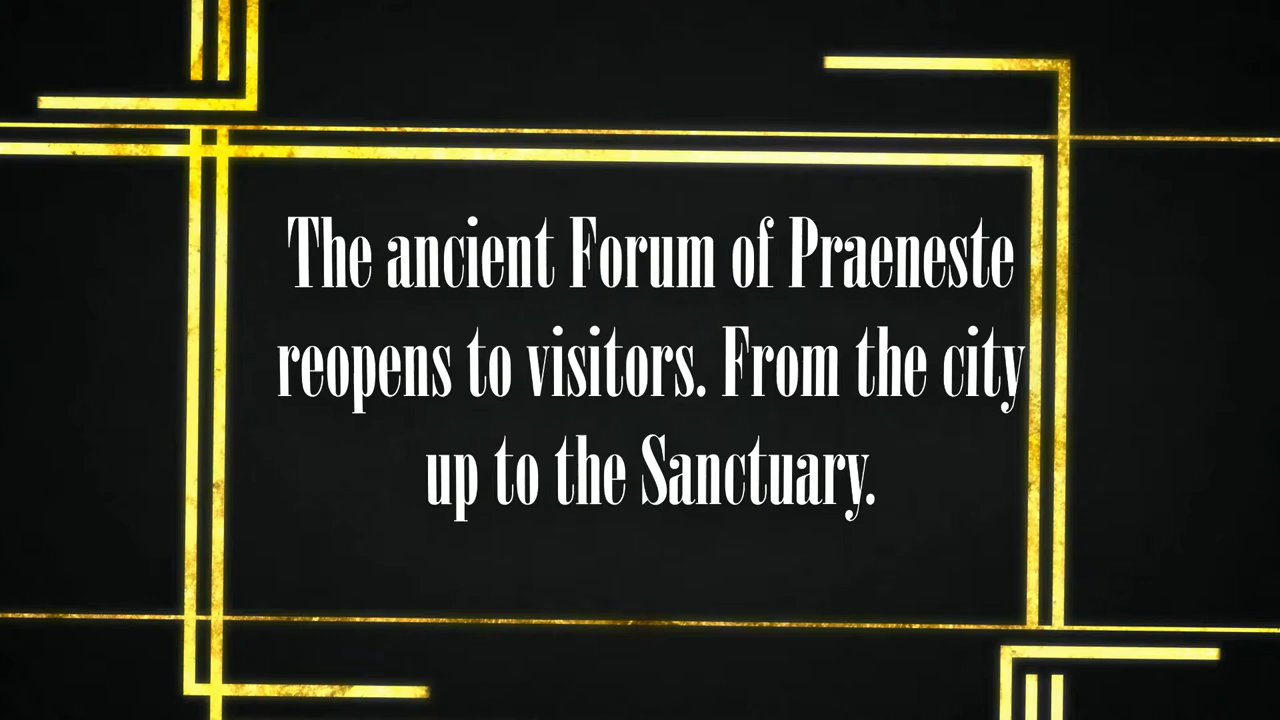 The ancient Forum of Praeneste
reopens to visitors. From the city
up to the Sanctuary.